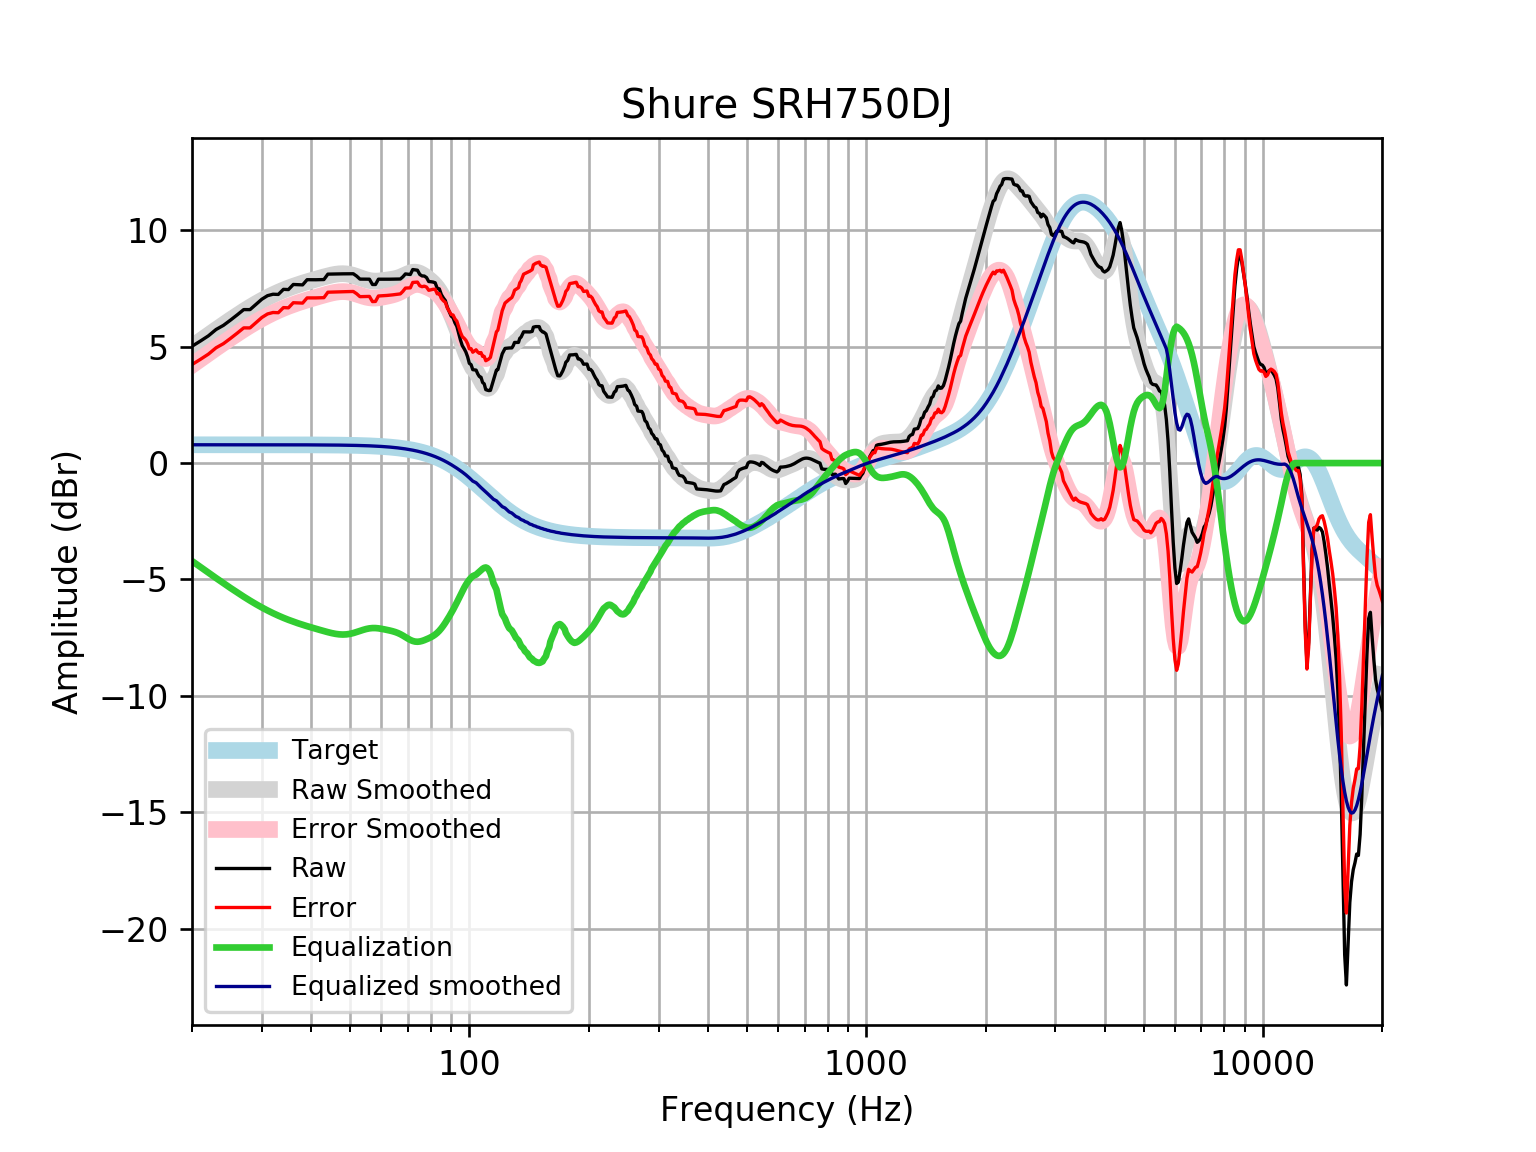 Shure SRH750DJ
Amplitude (dBr)
10
5
0
−5
−10
−15
−20
Target
Raw Smoothed
Error Smoothed
Raw
Error
Equalization
Equalized smoothed
100 1000 10000
Frequency (Hz)